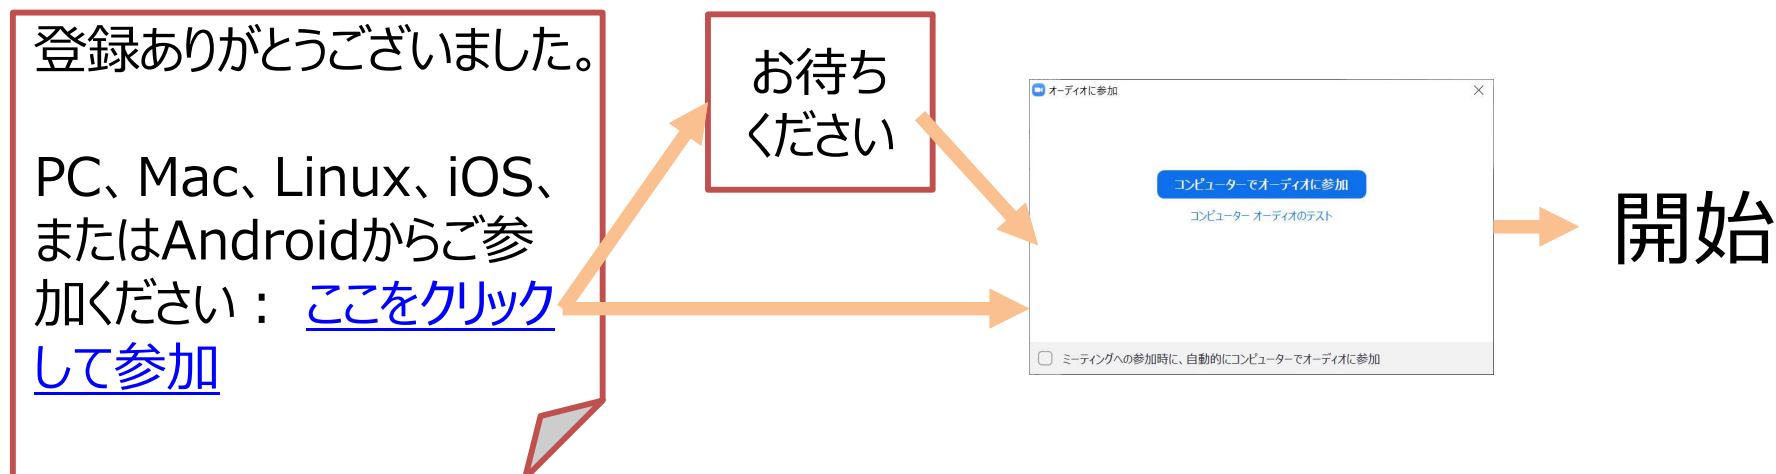 登録ありがとうございました。
PC、Mac、Linux、iOS、
またはAndroidからご参
加ください： ここをクリック
して参加
お待ち
ください
オーディオに参加
コンピューターでオーディオに参加
コンピューター オーディオのテスト
ミーティングへの参加時に、自動的にコンピューターでオーディオに参加
開始